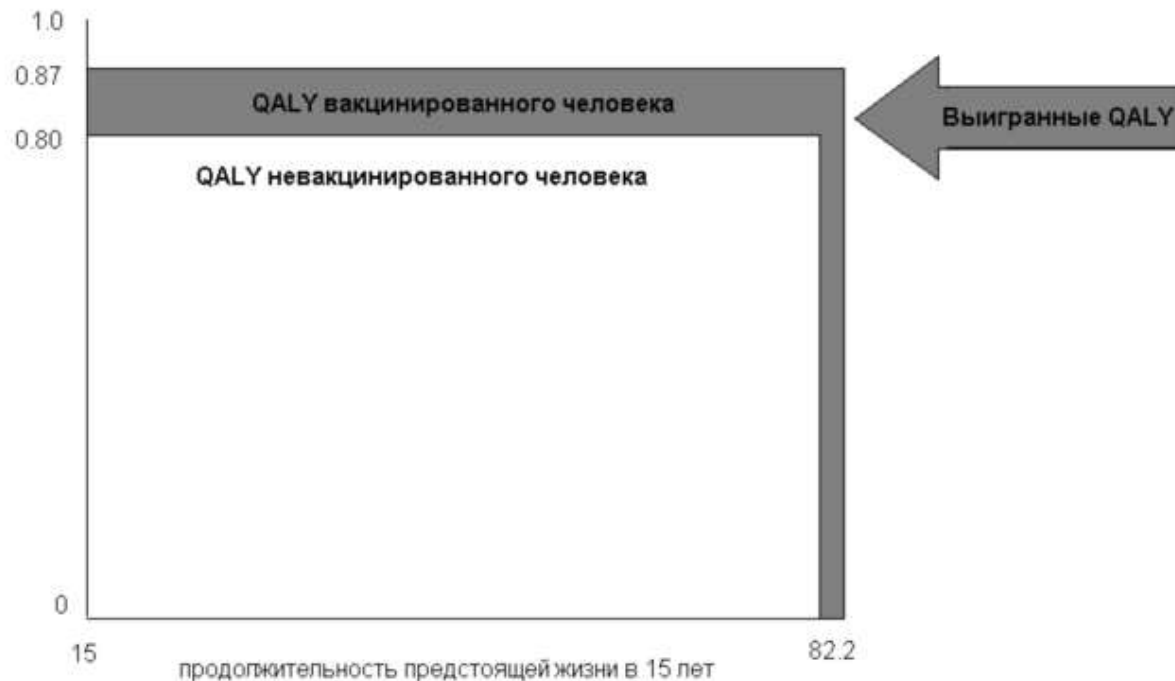 1.0
0.87
QALY вакцинированного человека
Выигранные QALY
0.80
QALY невакцинированного человека
0
15
82.2
продолжительность предстоящей жизни в 15 лет